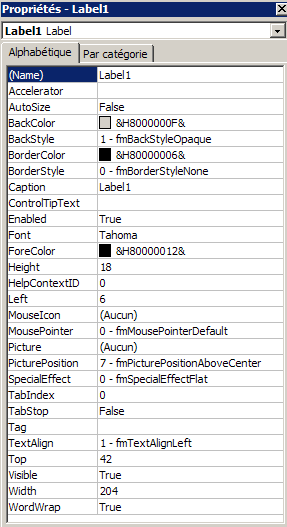 Propriétés - Label1
Label1 Label
Alphabétique Par catégorie
(Name) Label1
Accelerator
AutoSize False
BackColor &H8000000F&
BackStyle 1 - fmBackStyleOpaque
BorderColor &H80000006&
BorderStyle 0 - fmBorderStyleNone
Caption Label1
ControlTipText
Enabled True
Font Tahoma
ForeColor &H80000012&
Height 18
HelpContextID 0
Left 6
MouseIcon (Aucun)
MousePointer 0 - fmMousePointerDefault
Picture (Aucun)
PicturePosition 7 - fmPicturePositionAboveCenter
SpecialEffect 0 - fmSpecialEffectFlat
TabIndex 0
TabStop False
Tag
TextAlign 1 - fmTextAlignLeft
Top 42
Visible True
Width 204
WordWrap True